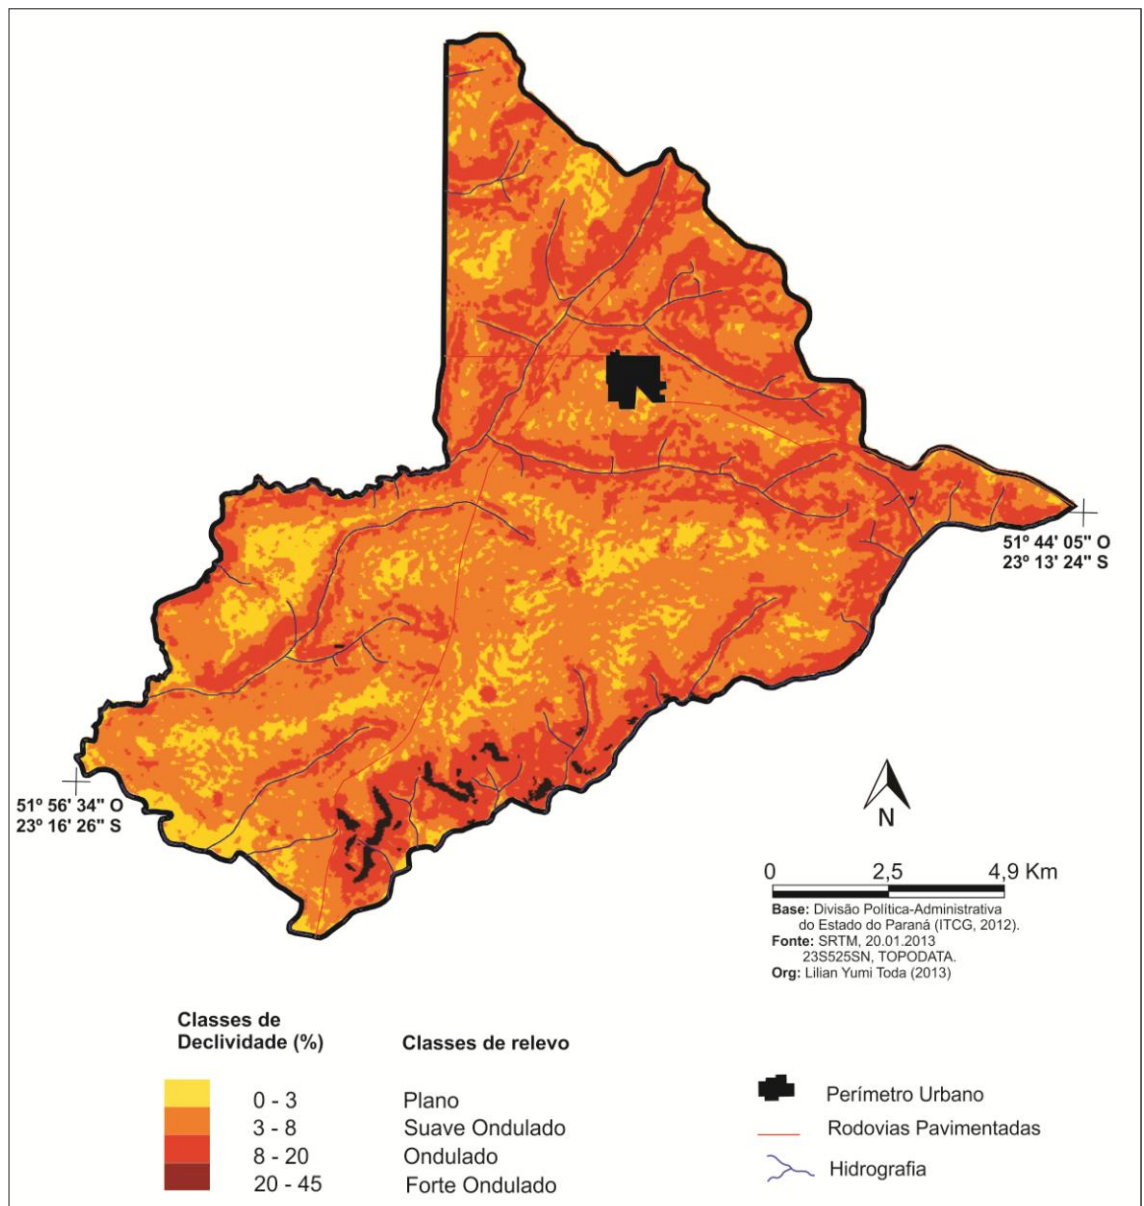 51º 44' 05" O
23º 13' 24" S
51º 56' 34" O
23º 16' 26" S
N
0 2,5 4,9 Km
Base: Divisão Política-Administrativa
do Estado do Paraná (ITCG, 2012).
Fonte: SRTM, 20.01.2013
23S525SN, TOPODATA.
Org: Lilian Yumi Toda (2013)
Classes de
Declividade (%)
Classes de relevo
0 - 3 Plano
3 - 8 Suave Ondulado
8 - 20 Ondulado
20 - 45 Forte Ondulado
Perímetro Urbano
Rodovias Pavimentadas
Hidrografia